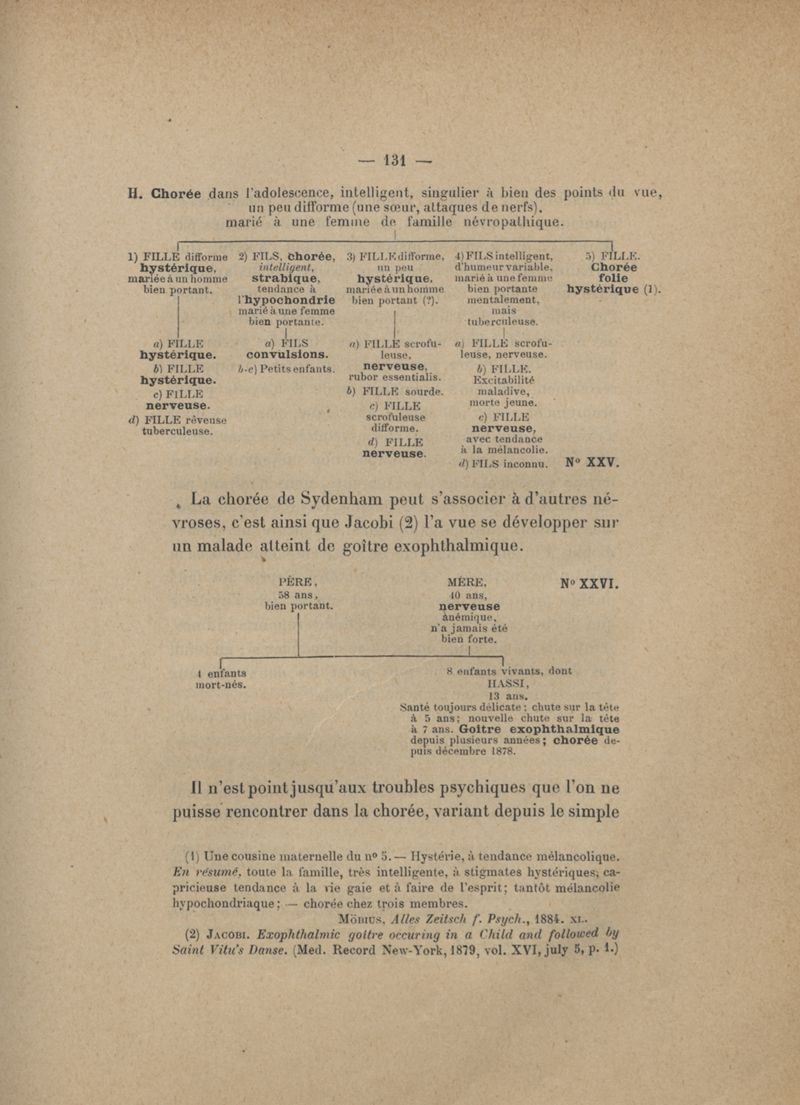 — 131 —
H. Chorée dans l'adolescence, intelligent, singulier à bien des points du vue,
un peu difforme (une sœur, attaques de nerfs),
marié à une femme de famille névropathique.
1) FILLE difforme
hystérique,
mariée à un homme
bien portant.
a) FILLE
hystérique.
b) FILLE
hystérique.
c) FILLE
nerveuse.
d) FILLE rêveuse
tuberculeuse.
2) FILS, chorée,
intelligent,
strabique,
tendance à
l'hypochondrie
marié à une femme
bien portante.
a) FILS
convulsions.
b-c) Petits enfants.
3) FILLE difforme,
un peu
hystérique,
mariée à un homme
bien portant (?).
a) FILLE scrofu-
leuse,
nerveuse,
rubor essentialis.
b) FILLE sourde.
c) FILLE
scrofuleuse
difforme.
d) FILLE
nerveuse.
4) FILS intelligent,
d'humeur variable,
marié à une femme
bien portante
mentalement,
mais
tuberculeuse.
a) FILLE scrofu-
leuse, nerveuse.
b) FILLE.
Excitabilité
maladive,
morte jeune.
c) FILLE
nerveuse,
avec tendance
à la mélancolie.
d) FILS inconnu.
5) FILLE.
Chorée
folie
hystérique (1).
N° XXV.
La chorée de Sydenham peut s'associer à d'autres né-
vroses, c'est ainsi que Jacobi (2) l'a vue se développer sur
un malade atteint de goître exophthalmique.
N° XXVI.
PÈRE,
58 ans,
bien portant.
MÈRE,
40 ans,
nerveuse
anémique,
n'a jamais été
bien forte.
4 enfants
mort-nés.
8 enfants vivants, dont
HASSI,
13 ans.
Santé toujours délicate; chute sur la tête
à 5 ans; nouvelle chute sur la tête
à 7 ans. Goître exophthalmique
depuis plusieurs années; chorée de-
puis décembre 1878.
Il n'est point jusqu'aux troubles psychiques que l'on ne
puisse rencontrer dans la chorée, variant depuis le simple
(1) Une cousine maternelle du n° 5. — Hystérie, à tendance mélancolique.
En résumé, toute la famille, très intelligente, à stigmates hystériques; ca-
pricieuse tendance à la vie gaie et à faire de l'esprit; tantôt mélancolie
hypochondriaque; — chorée chez trois membres.
Möbius, Alles Zeitsch f. Psych., 1884. XL.
(2) Jacobi. Exophthalmic goître occuring in a Child and followed by
Saint Vitu's Danse. (Med. Record New-York, 1879, vol. XVI, july 5, p. 1.)